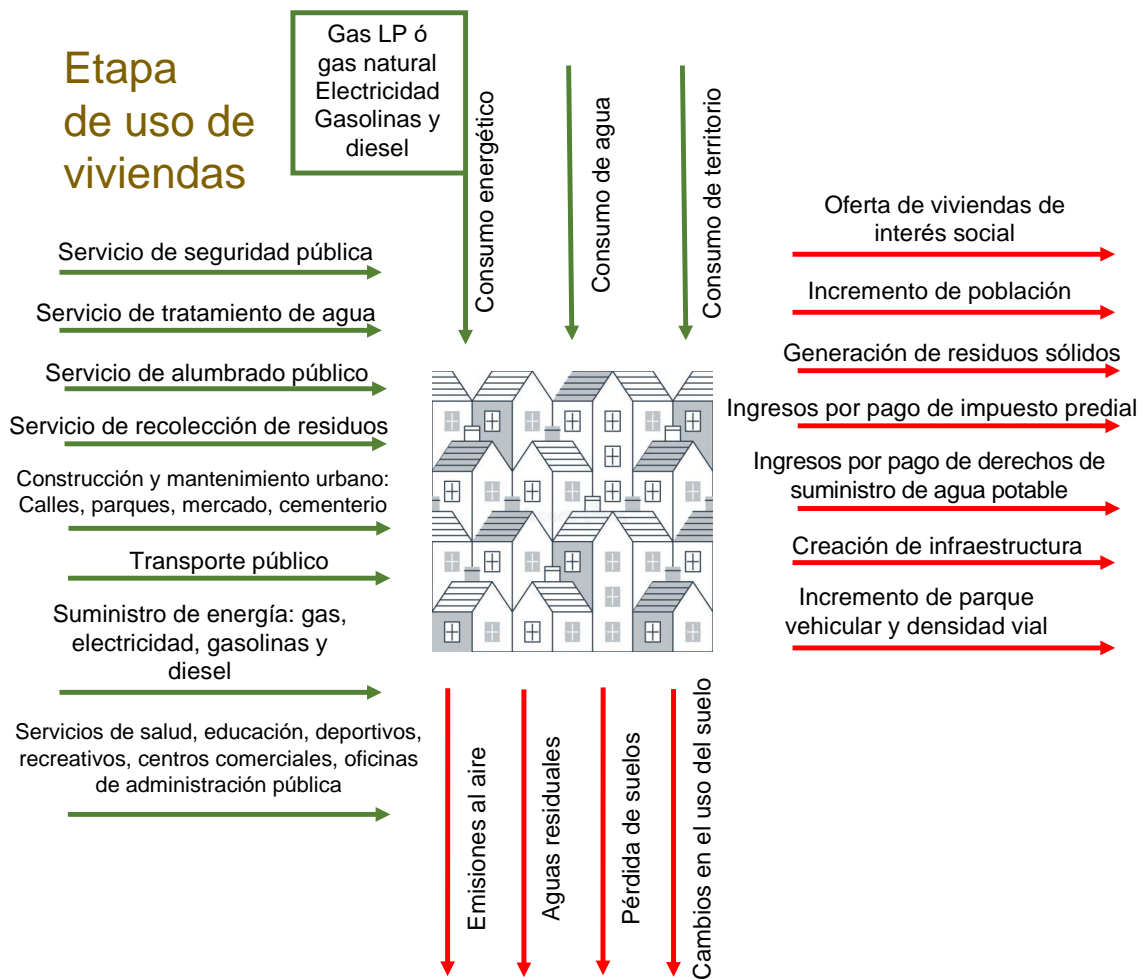 Etapa
de uso de
viviendas
Gas LP ó
gas natural
Electricidad
Gasolinas y
diesel
Consumo energético
Consumo de agua
Consumo de territorio
Servicio de seguridad pública
Servicio de tratamiento de agua
Servicio de alumbrado público
Servicio de recolección de residuos
Construcción y mantenimiento urbano:
Calles, parques, mercado, cementerio
Transporte público
Suministro de energía: gas,
electricidad, gasolinas y
diesel
Servicios de salud, educación, deportivos,
recreativos, centros comerciales, oficinas
de administración pública
Oferta de viviendas de
interés social
Incremento de población
Generación de residuos sólidos
Ingresos por pago de impuesto predial
Ingresos por pago de derechos de
suministro de agua potable
Creación de infraestructura
Incremento de parque
vehicular y densidad vial
Emisiones al aire
Aguas residuales
Pérdida de suelos
Cambios en el uso del suelo